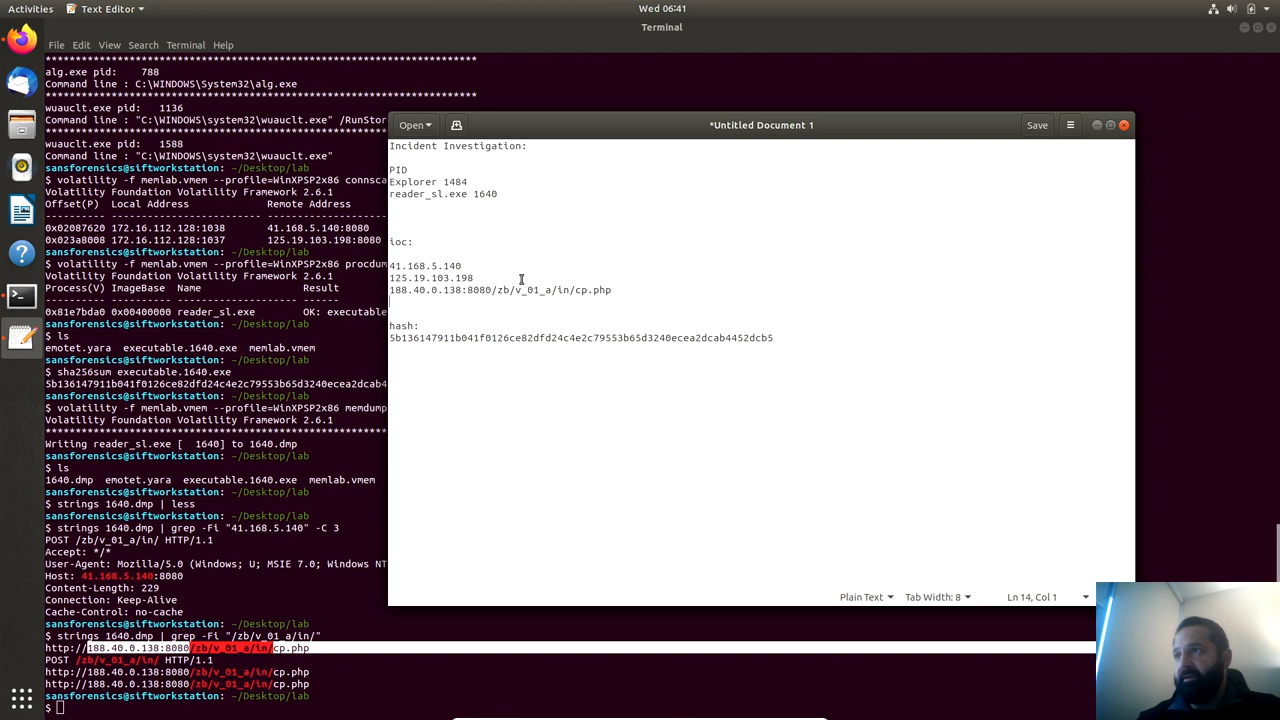 Activities
Text Editor
Wed 06:41
Terminal
File Edit View Search Terminal Help
******************************************************************
alg.exe pid:    788
Command line : C:\WINDOWS\System32\alg.exe
******************************************************************
wuauclt.exe pid:   1136
Command line : "C:\WINDOWS\system32\wuauclt.exe" /RunStor
wuauclt.exe pid:   1588
Command line : "C:\WINDOWS\system32\wuauclt.exe"
sansforensics@siftworkstation: ~/Desktop/lab
$ volatility -f memlab.vmem --profile=WinXPSP2x86 connsca
Volatility Foundation Volatility Framework 2.6.1
Offset(P)  Local Address             Remote Address
0x02087620 172.16.112.128:1038       41.168.5.140:8080
0x023a8008 172.16.112.128:1037       125.19.103.198:8080
sansforensics@siftworkstation: ~/Desktop/lab
$ volatility -f memlab.vmem --profile=WinXPSP2x86 procdum
Volatility Foundation Volatility Framework 2.6.1
Process(V) ImageBase  Name                 Result
0x81e7bda0 0x00400000 reader_sl.exe        OK: executable
sansforensics@siftworkstation: ~/Desktop/lab
$ ls
emotet.yara  executable.1640.exe  memlab.vmem
sansforensics@siftworkstation: ~/Desktop/lab
$ sha256sum executable.1640.exe
5b136147911b041f0126ce82dfd24c4e2c79553b65d3240ecea2dcab4
sansforensics@siftworkstation: ~/Desktop/lab
$ volatility -f memlab.vmem --profile=WinXPSP2x86 memdump
Volatility Foundation Volatility Framework 2.6.1
Writing reader_sl.exe [  1640] to 1640.dmp
sansforensics@siftworkstation: ~/Desktop/lab
$ ls
1640.dmp  emotet.yara  executable.1640.exe  memlab.vmem
sansforensics@siftworkstation: ~/Desktop/lab
$ strings 1640.dmp | less
sansforensics@siftworkstation: ~/Desktop/lab
$ strings 1640.dmp | grep -Fi "41.168.5.140" -C 3
POST /zb/v_01_a/in/ HTTP/1.1
Accept: */*
User-Agent: Mozilla/5.0 (Windows; U; MSIE 7.0; Windows NT
Host: 41.168.5.140:8080
Content-Length: 229
Connection: Keep-Alive
Cache-Control: no-cache
sansforensics@siftworkstation: ~/Desktop/lab
$ strings 1640.dmp | grep -Fi "/zb/v_01_a/in/"
http://188.40.0.138:8080/zb/v_01_a/in/cp.php
POST /zb/v_01_a/in/ HTTP/1.1
http://188.40.0.138:8080/zb/v_01_a/in/cp.php
http://188.40.0.138:8080/zb/v_01_a/in/cp.php
sansforensics@siftworkstation: ~/Desktop/lab
$
Open
*Untitled Document 1
Save
Incident Investigation:
PID
Explorer 1484
reader_sl.exe 1640
ioc:
41.168.5.140
125.19.103.198
188.40.0.138:8080/zb/v_01_a/in/cp.php
hash:
5b136147911b041f0126ce82dfd24c4e2c79553b65d3240ecea2dcab4452dcb5
Plain Text
Tab Width: 8
Ln 14, Col 1